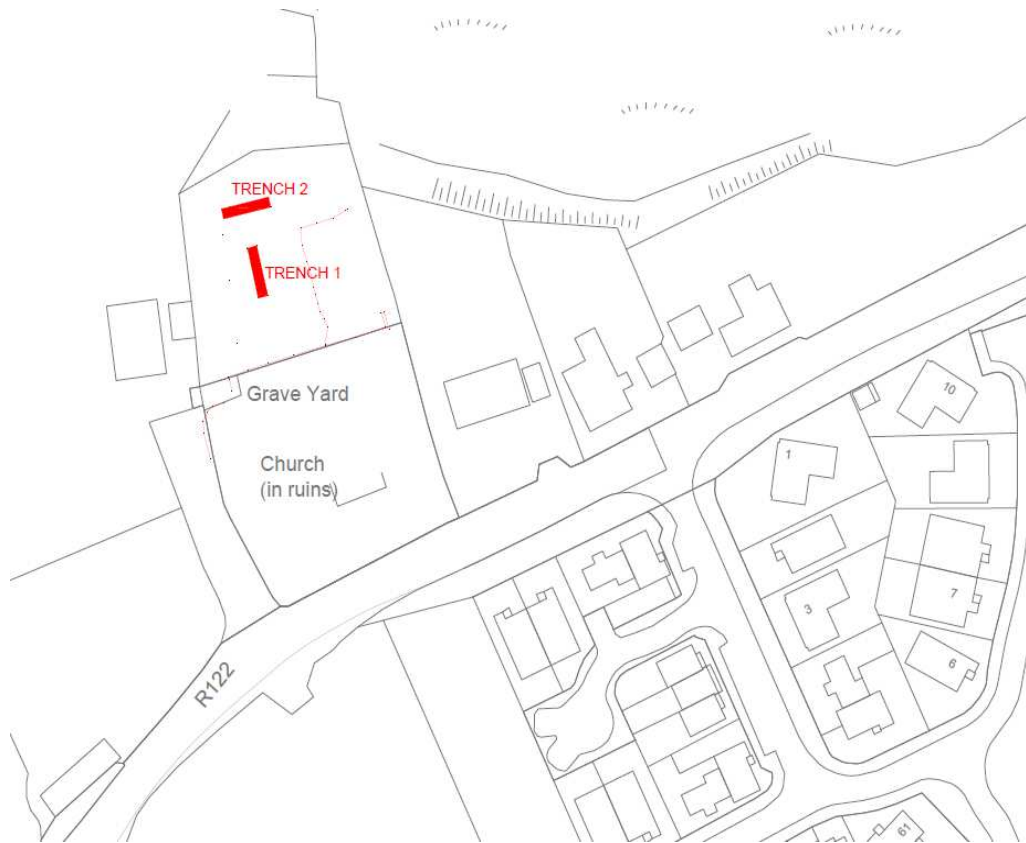 TRENCH 2
TRENCH 1
Grave Yard
Church
(in ruins)
R122
10
1
3
7
6
61